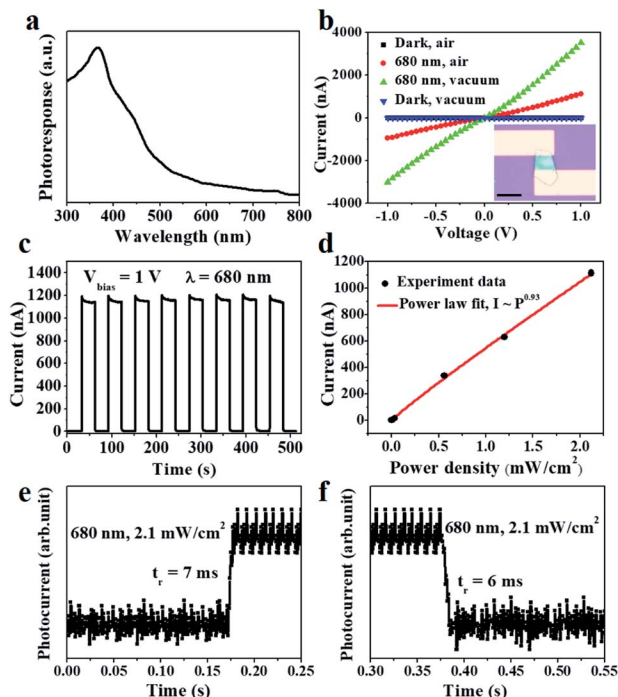 a
Photoresponse (a.u.)
300 400 500 600 700 800
Wavelength (nm)
b
Current (nA)
4000
2000
0
-2000
-4000
Dark, air
680 nm, air
680 nm, vacuum
Dark, vacuum
-1.0 -0.5 0.0 0.5 1.0
Voltage (V)
c
Current (nA)
1400
1200
1000
800
600
400
200
0
V_bias = 1 V λ = 680 nm
0 100 200 300 400 500
Time (s)
d
Current (nA)
1200
1000
800
600
400
200
0
Experiment data
Power law fit, I ~ P^0.93
0.0 0.5 1.0 1.5 2.0
Power density (mW/cm²)
e
Photocurrent (arb.unit)
680 nm, 2.1 mW/cm²
t_r = 7 ms
0.00 0.05 0.10 0.15 0.20 0.25
Time (s)
f
Photocurrent (arb.unit)
680 nm, 2.1 mW/cm²
t_r = 6 ms
0.30 0.35 0.40 0.45 0.50 0.55
Time (s)